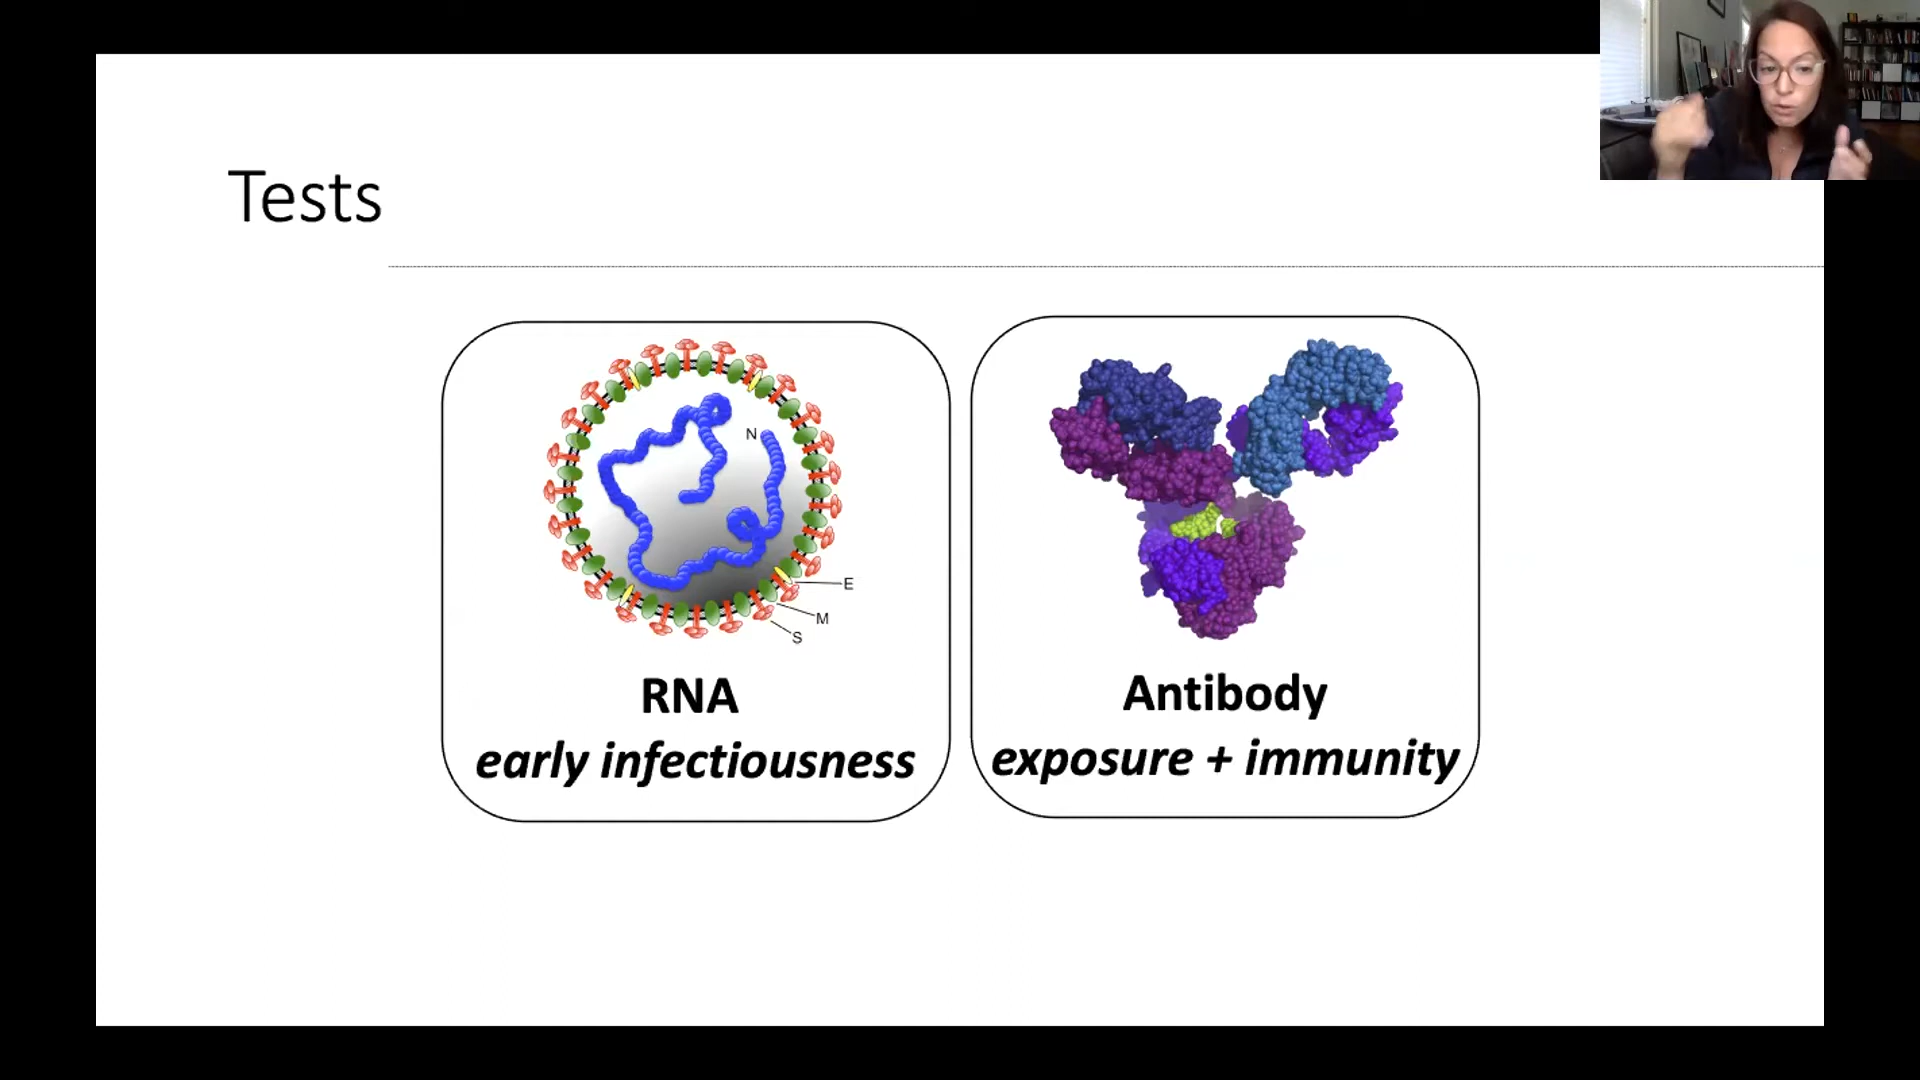 Tests
N
E
M
S
RNA
early infectiousness
Antibody
exposure + immunity